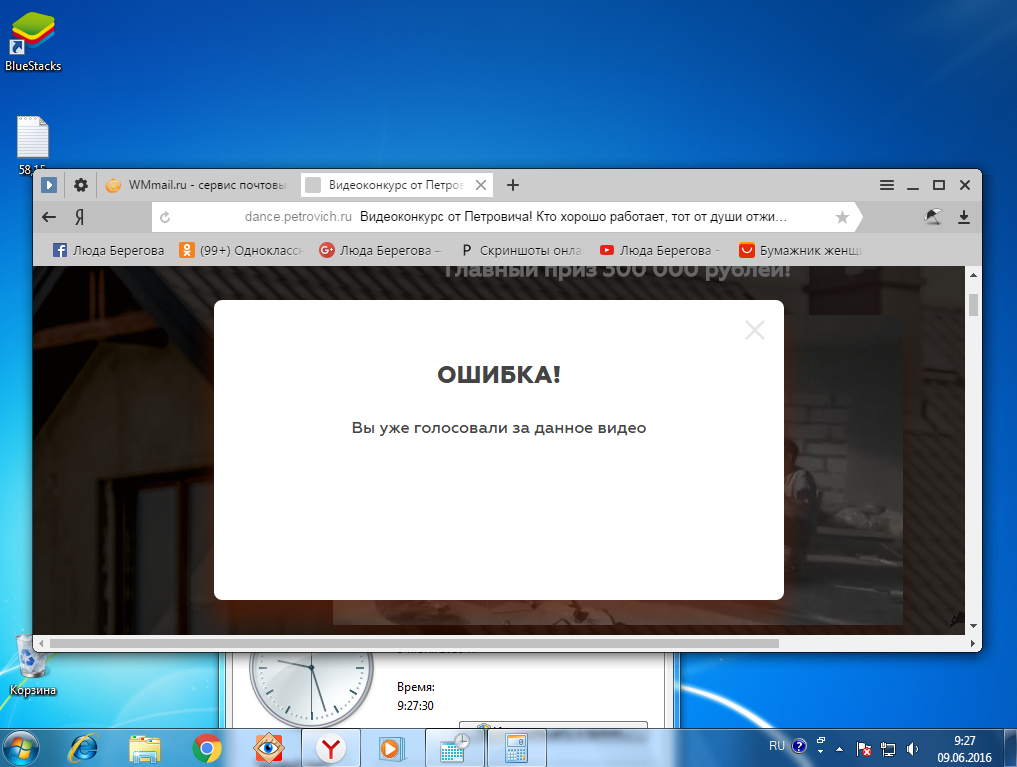 BlueStacks
58,15
WMmail.ru - сервис почтовы
Видеоконкурс от Петров
Я
dance.petrovich.ru Видеоконкурс от Петровича! Кто хорошо работает, тот от души отжи...
Люда Берегова
(99+) Одноклассн
Люда Берегова –
Скриншоты онла
Люда Берегова -
Бумажник женщи
Главный приз 300 000 рублей!
ОШИБКА!
Вы уже голосовали за данное видео
Корзина
Время:
9:27:30
RU
9:27
09.06.2016